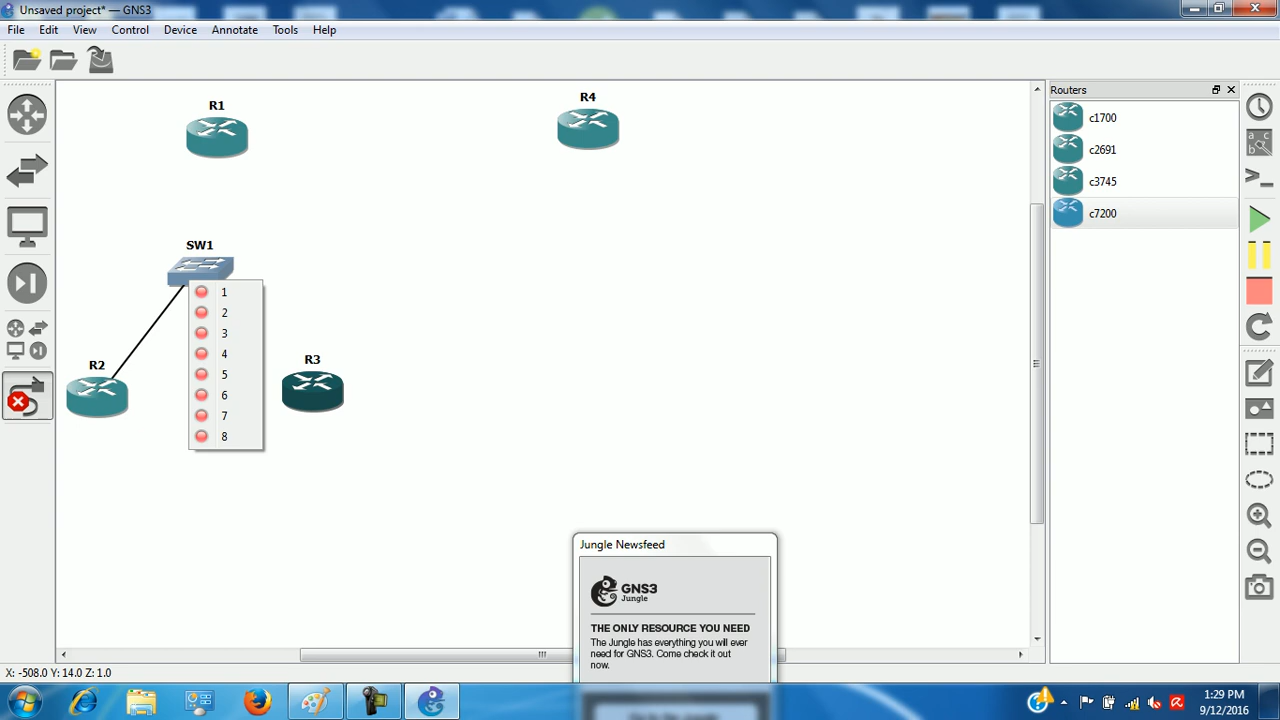 Unsaved project* — GNS3
File Edit View Control Device Annotate Tools Help
Routers
c1700
c2691
c3745
c7200
R1
R4
SW1
1
2
3
4
5
6
7
8
R2
R3
Jungle Newsfeed
GNS3
Jungle
THE ONLY RESOURCE YOU NEED
The Jungle has everything you will ever
need for GNS3. Come check it out
now.
X: -508.0 Y: 14.0 Z: 1.0
1:29 PM
9/12/2016